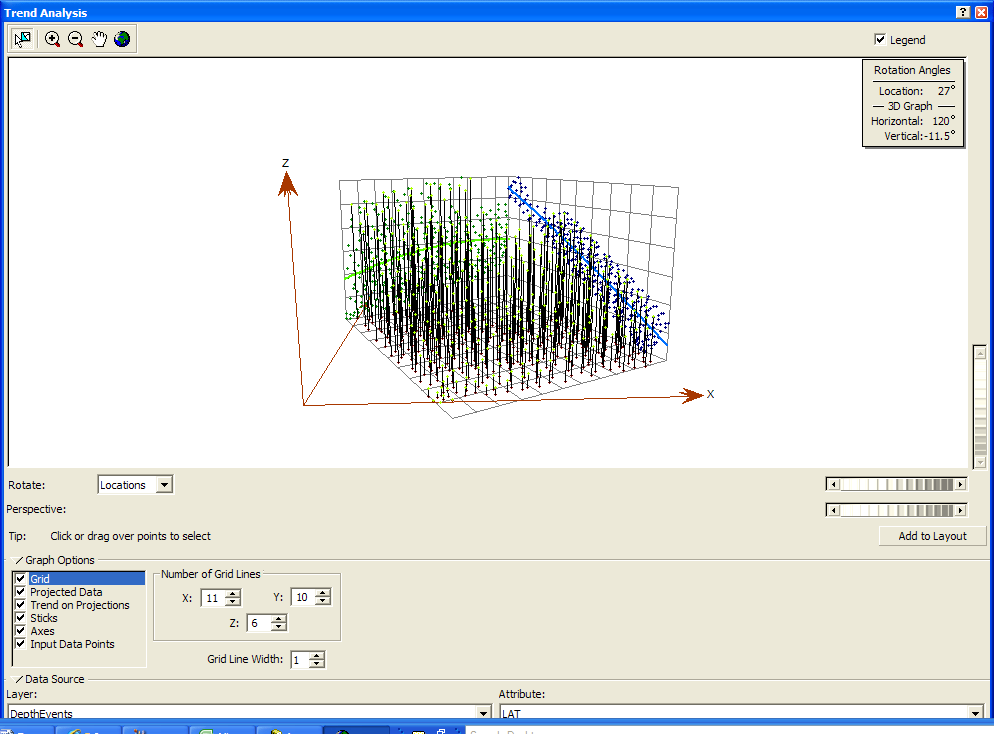 Trend Analysis
Legend
Rotation Angles
Location: 27°
3D Graph
Horizontal: 120°
Vertical:-11.5°
Z
X
Rotate: Locations
Perspective:
Tip: Click or drag over points to select
Add to Layout
Graph Options
Grid
Projected Data
Trend on Projections
Sticks
Axes
Input Data Points
Number of Grid Lines
X: 11 Y: 10
Z: 6
Grid Line Width: 1
Data Source
Layer: Attribute:
DepthEvents LAT